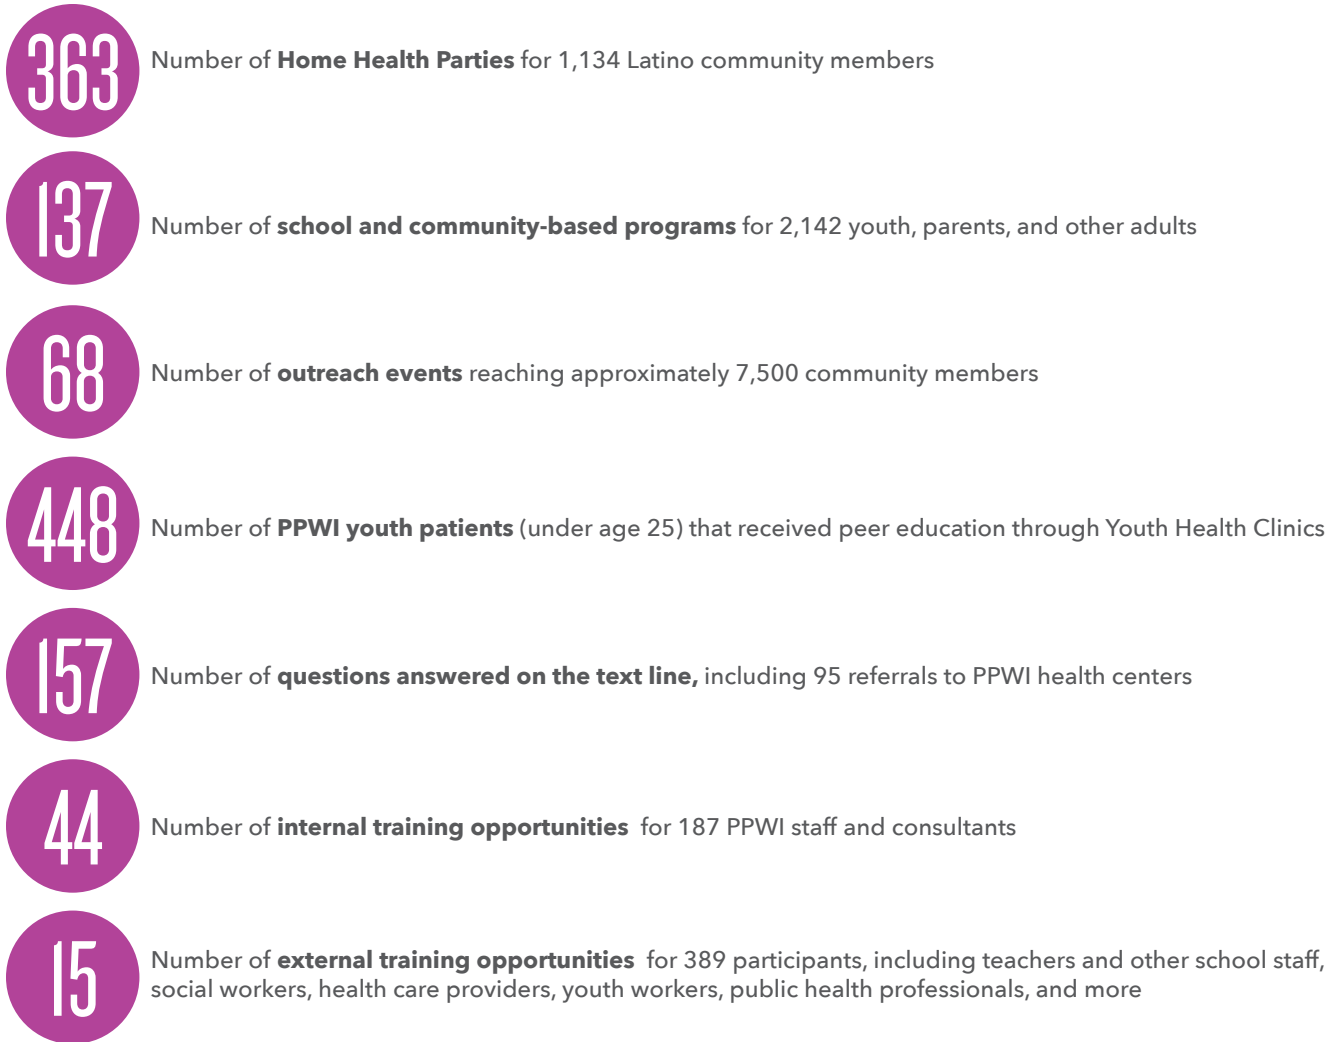 363
Number of Home Health Parties for 1,134 Latino community members
137
Number of school and community-based programs for 2,142 youth, parents, and other adults
68
Number of outreach events reaching approximately 7,500 community members
448
Number of PPWI youth patients (under age 25) that received peer education through Youth Health Clinics
157
Number of questions answered on the text line, including 95 referrals to PPWI health centers
44
Number of internal training opportunities for 187 PPWI staff and consultants
15
Number of external training opportunities for 389 participants, including teachers and other school staff,
social workers, health care providers, youth workers, public health professionals, and more